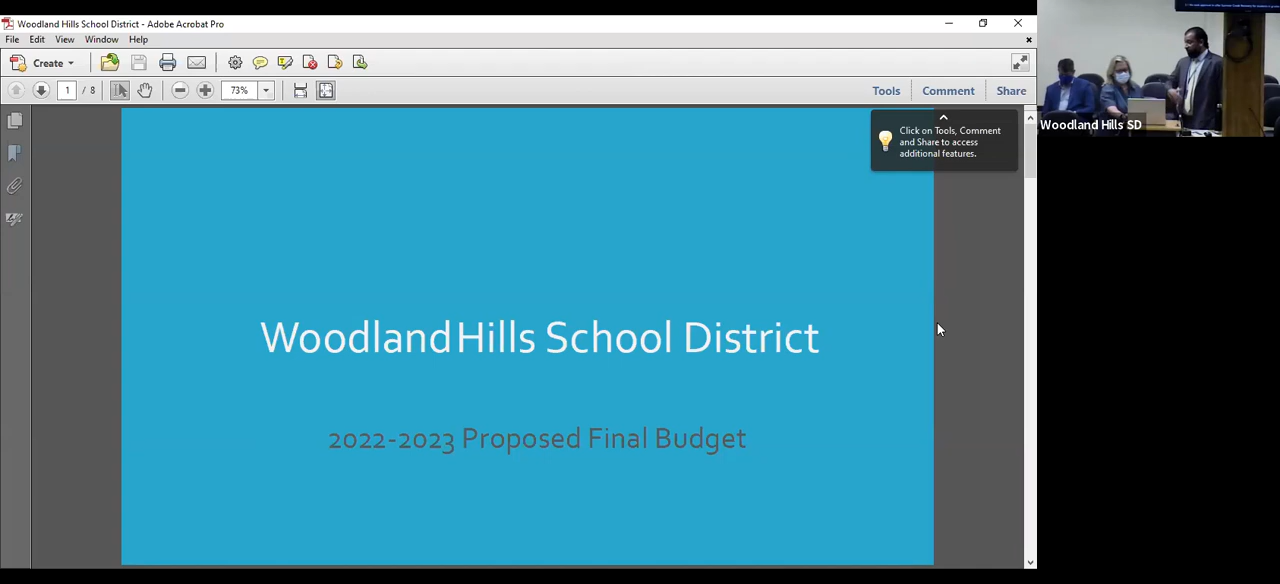 Woodland Hills School District - Adobe Acrobat Pro
File Edit View Window Help
Create
1 / 8
73%
Tools Comment Share
Click on Tools, Comment
and Share to access
additional features.
Woodland Hills SD
Woodland Hills School District
2022-2023 Proposed Final Budget